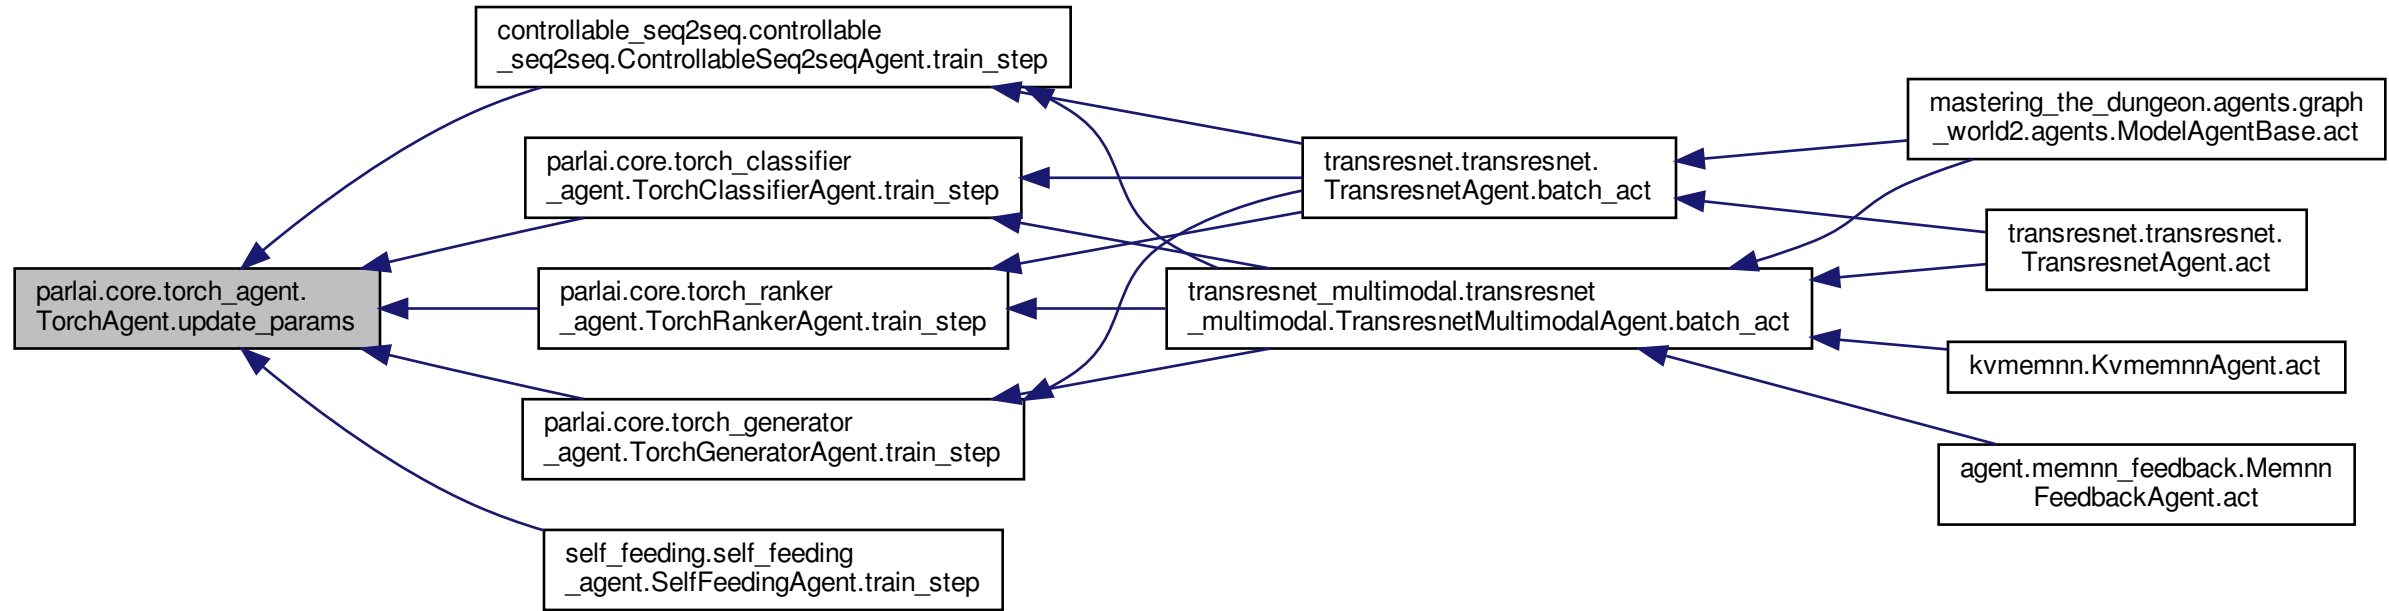 controllable_seq2seq.controllable
_seq2seq.ControllableSeq2seqAgent.train_step
parlai.core.torch_classifier
_agent.TorchClassifierAgent.train_step
parlai.core.torch_agent.
TorchAgent.update_params
parlai.core.torch_ranker
_agent.TorchRankerAgent.train_step
parlai.core.torch_generator
_agent.TorchGeneratorAgent.train_step
self_feeding.self_feeding
_agent.SelfFeedingAgent.train_step
transresnet.transresnet.
TransresnetAgent.batch_act
transresnet_multimodal.transresnet
_multimodal.TransresnetMultimodalAgent.batch_act
mastering_the_dungeon.agents.graph
_world2.agents.ModelAgentBase.act
transresnet.transresnet.
TransresnetAgent.act
kvmemnn.KvmemnnAgent.act
agent.memnn_feedback.Memnn
FeedbackAgent.act